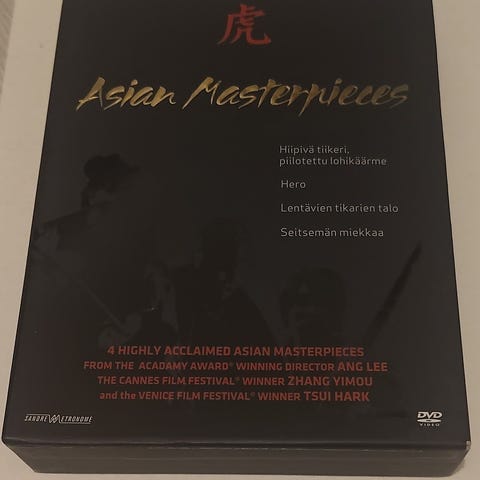 虎
Asian Masterpieces
Hiipivä tiikeri,
piilotettu lohikäärme
Hero
Lentävien tikarien talo
Seitsemän miekkaa
4 HIGHLY ACCLAIMED ASIAN MASTERPIECES
FROM THE ACADAMY AWARD® WINNING DIRECTOR ANG LEE
THE CANNES FILM FESTIVAL® WINNER ZHANG YIMOU
and the VENICE FILM FESTIVAL® WINNER TSUI HARK
SANDREW METRONOME
DVD
VIDEO